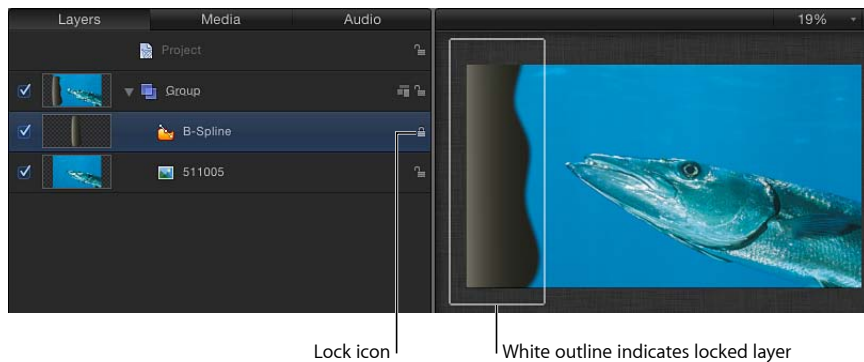 Layers Media Audio 19%
Project
Group
B-Spline
511005
Lock icon White outline indicates locked layer